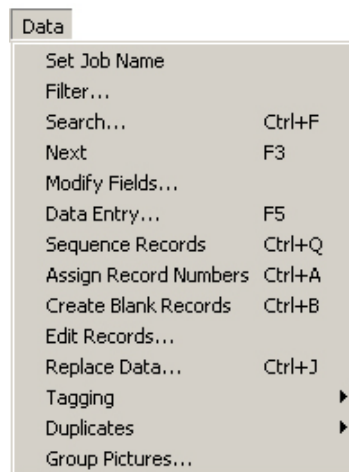 Data
Set Job Name
Filter...
Search... Ctrl+F
Next F3
Modify Fields...
Data Entry... F5
Sequence Records Ctrl+Q
Assign Record Numbers Ctrl+A
Create Blank Records Ctrl+B
Edit Records...
Replace Data... Ctrl+J
Tagging
Duplicates
Group Pictures...